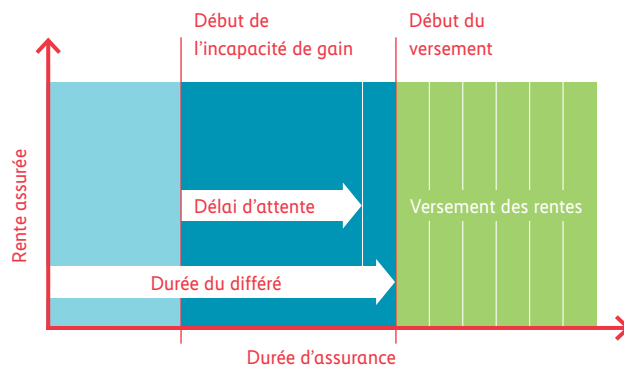 Début de
l'incapacité de gain
Début du
versement
Rente assurée
Délai d'attente
Versement des rentes
Durée du différé
Durée d'assurance